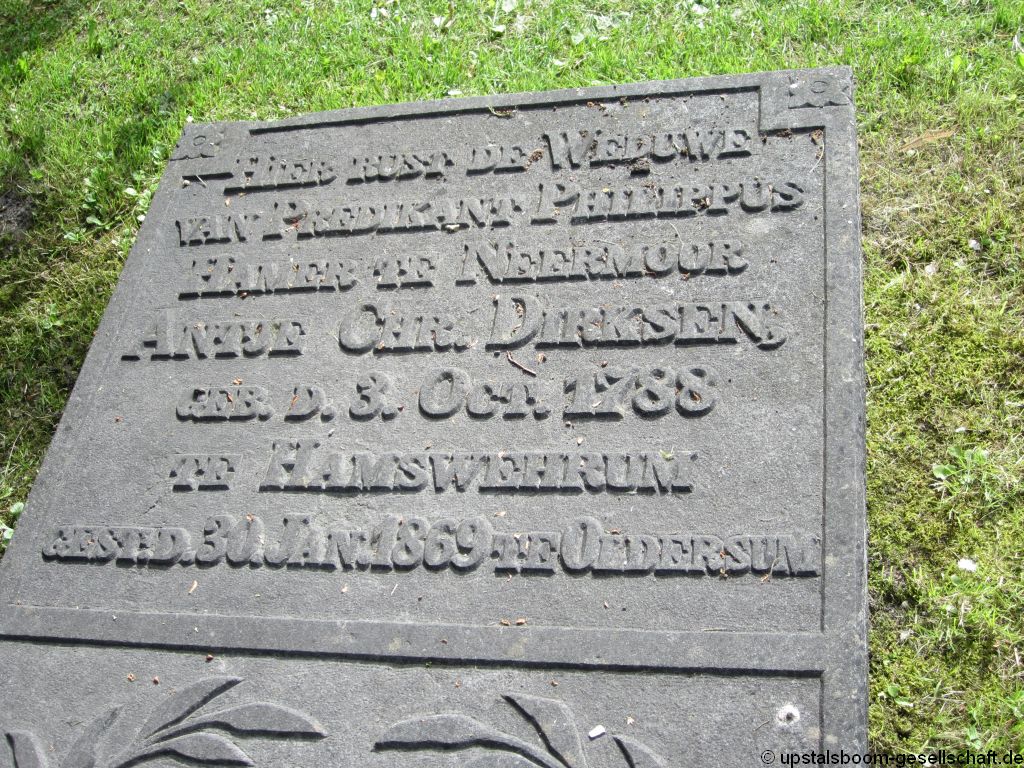 HIER RUST DE WEDUWE
VAN PREDIKANT PHILIPPUS
HAMER TE NEERMOOR
ANTJE CHR. DIRKSEN,
GEB. D. 3. OCT. 1788
TE HAMSWEHRUM
GEST. D. 30. JAN. 1869 TE OLDERSUM
© upstalsboom-gesellschaft.de